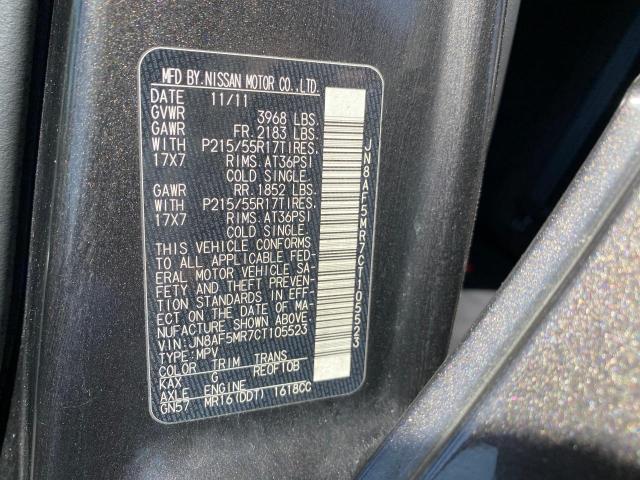 MFD BY.NISSAN MOTOR CO.,LTD.
DATE 11/11
GVWR 3968 LBS.
GAWR FR.2183 LBS.
WITH P215/55R17TIRES.
17X7 RIMS.AT36PSI
COLD SINGLE.
GAWR RR.1852 LBS.
WITH P215/55R17TIRES.
17X7 RIMS.AT36PSI
COLD SINGLE.
THIS VEHICLE CONFORMS
TO ALL APPLICABLE FED-
ERAL MOTOR VEHICLE SA-
FETY AND THEFT PREVEN-
TION STANDARDS IN EFF-
ECT ON THE DATE OF MA-
NUFACTURE SHOWN ABOVE.
VIN:JN8AF5MR7CT105523
TYPE:MPV
COLOR TRIM TRANS
KAX G RE0F10B
AXLE ENGINE
GN57 MR16(DDT) 1618CC
JN8AF5MR7CT105523